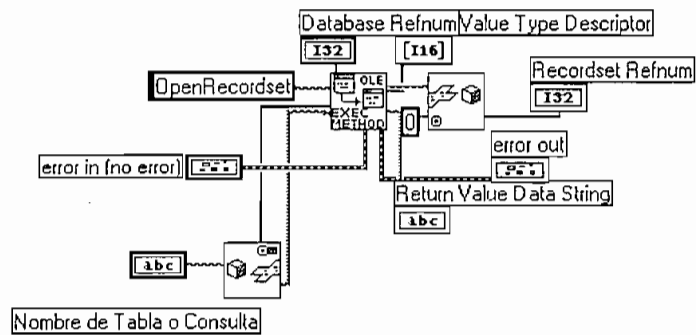 Database Refnum
Value Type Descriptor
I32
[I16]
Recordset Refnum
I32
OpenRecordset
OLE
EXEC
METHOD
0
error in (no error)
error out
Return Value Data String
abc
abc
Nombre de Tabla o Consulta